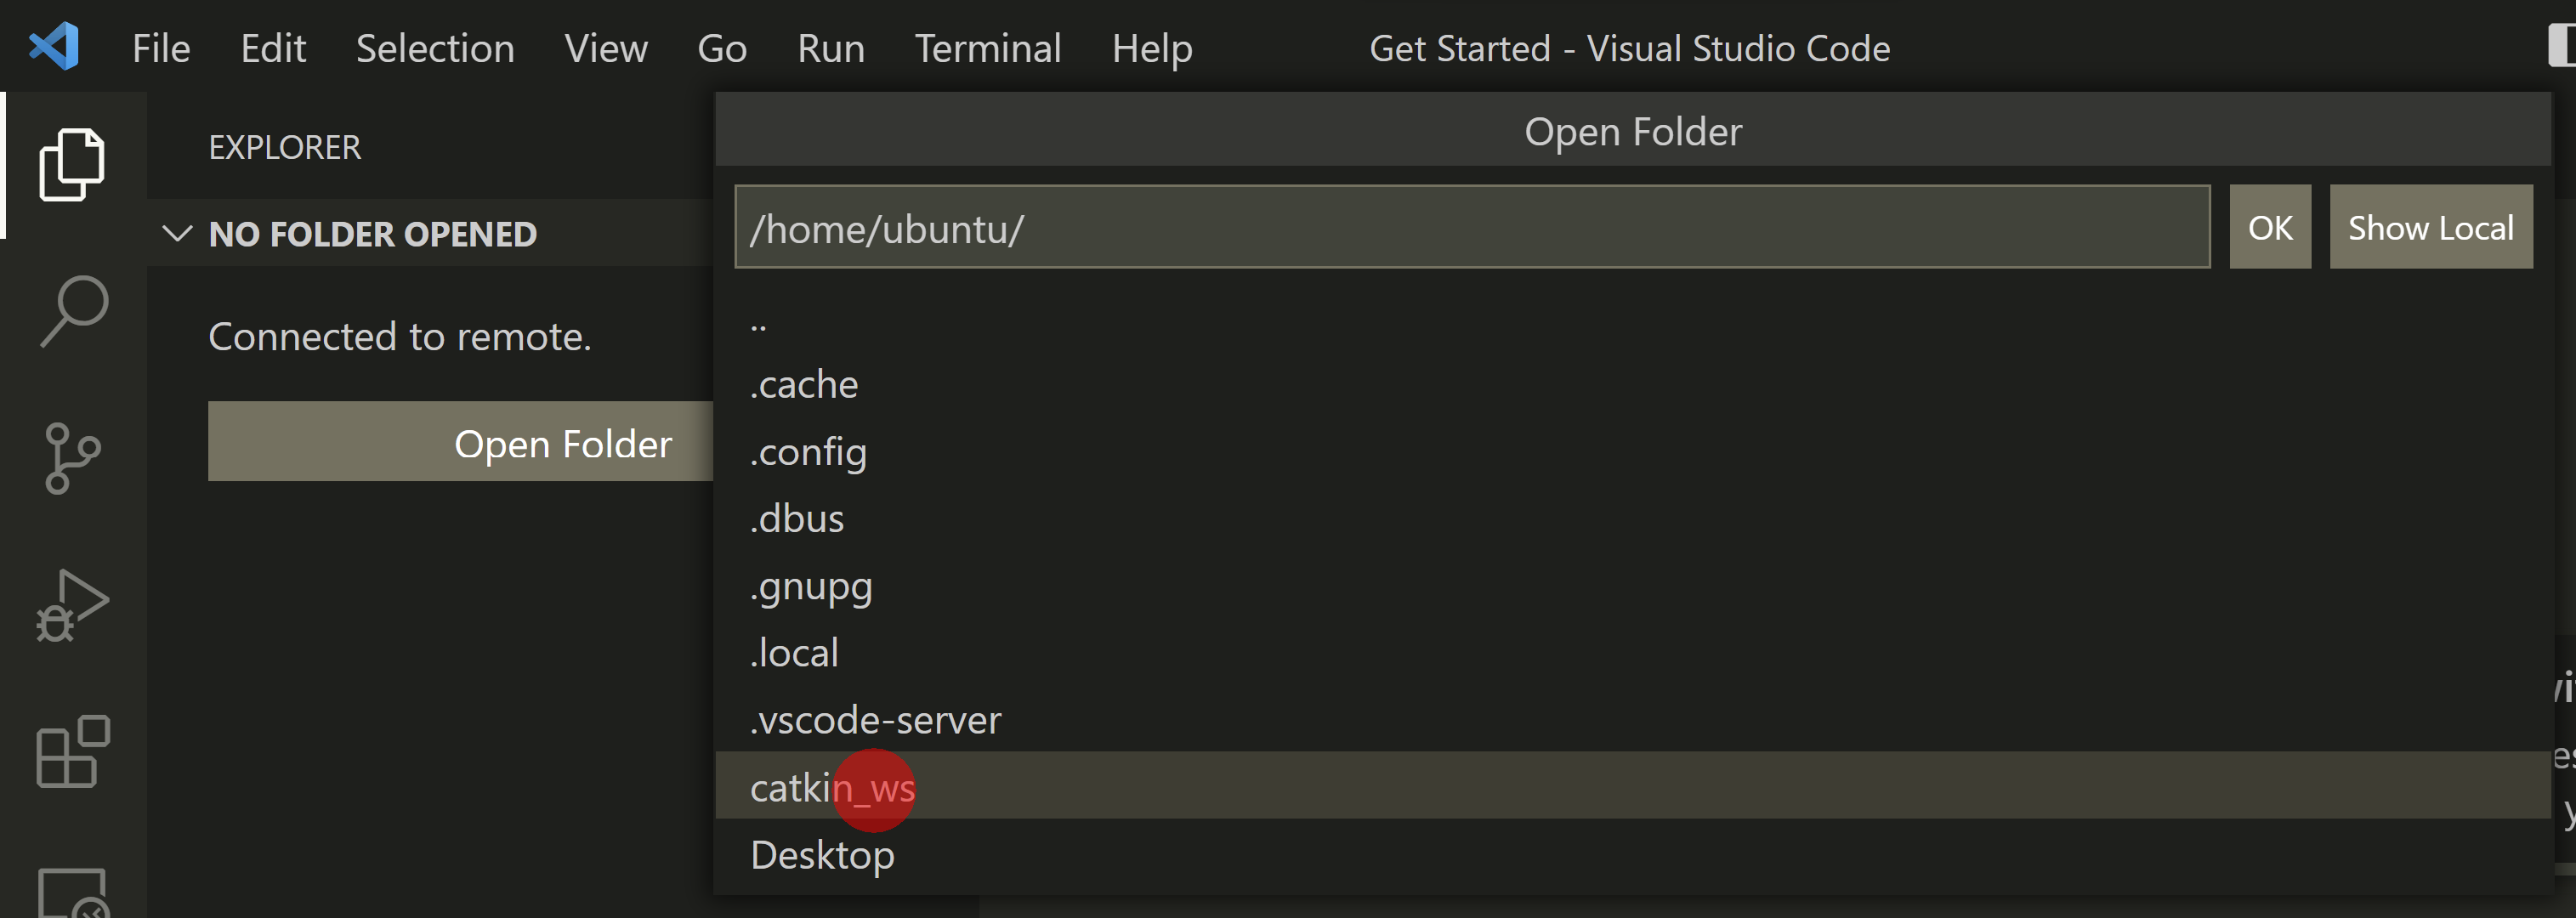 File Edit Selection View Go Run Terminal Help Get Started - Visual Studio Code
EXPLORER
NO FOLDER OPENED
Connected to remote.
Open Folder
Open Folder
/home/ubuntu/
OK
Show Local
..
.cache
.config
.dbus
.gnupg
.local
.vscode-server
catkin_ws
Desktop